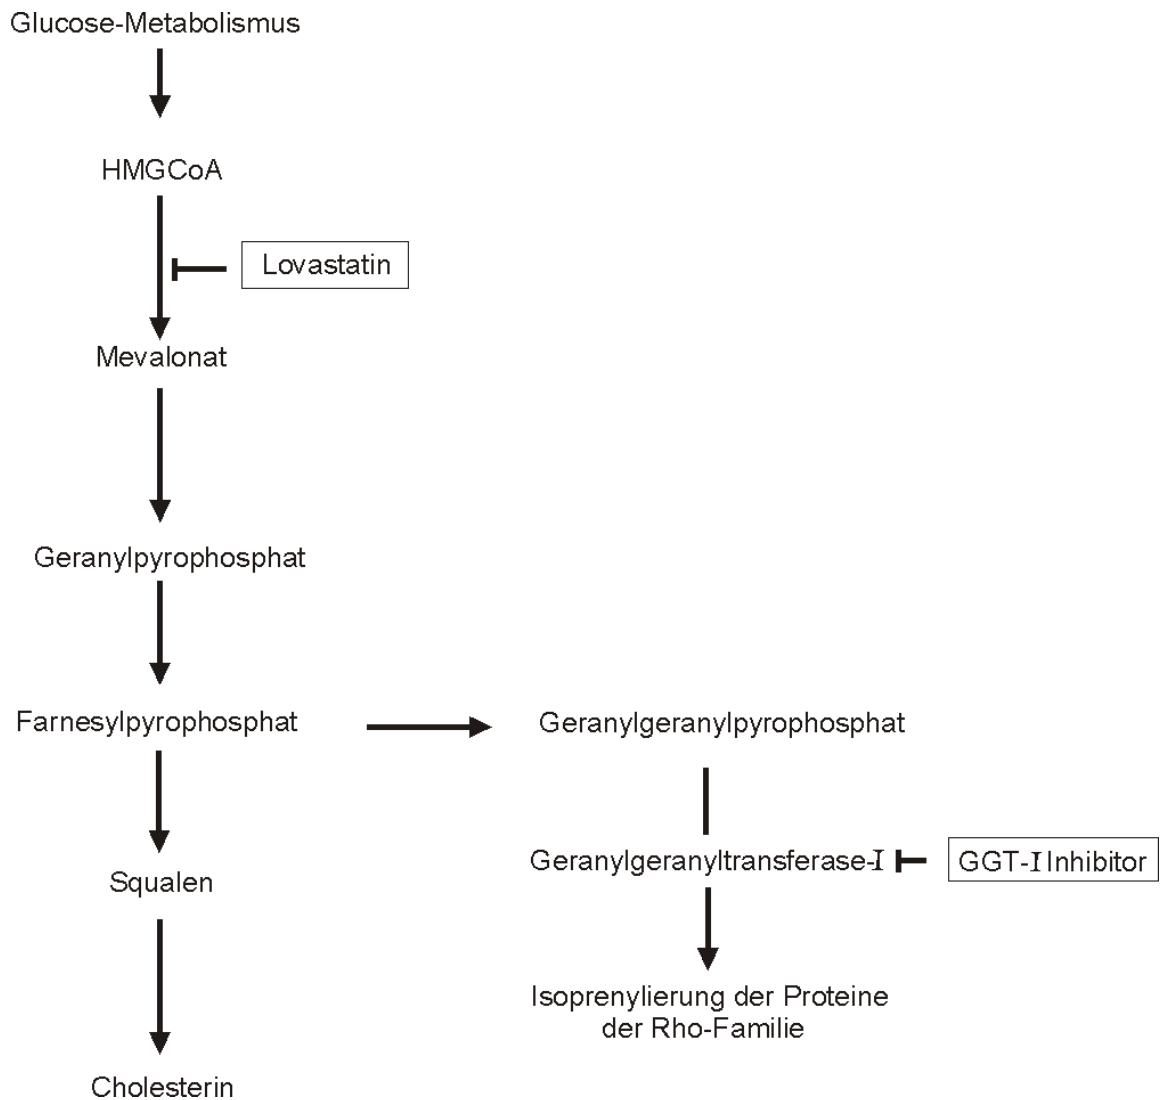 Glucose-Metabolismus
HMGCoA
Lovastatin
Mevalonat
Geranylpyrophosphat
Farnesylpyrophosphat
Geranylgeranylpyrophosphat
Geranylgeranyltransferase-I
GGT-I Inhibitor
Squalen
Isoprenylierung der Proteine
der Rho-Familie
Cholesterin